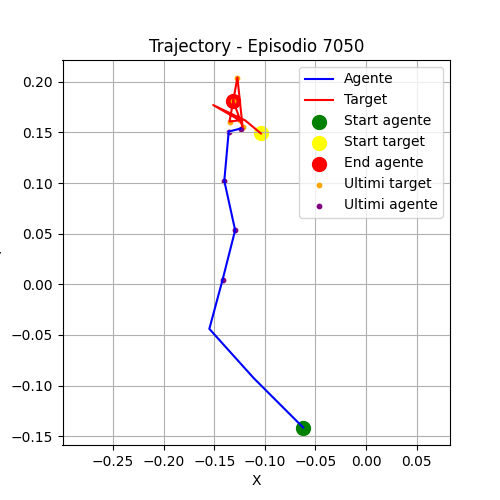 Trajectory - Episodio 7050
0.20
0.15
0.10
0.05
0.00
−0.05
−0.10
−0.15
Agente
Target
Start agente
Start target
End agente
Ultimi target
Ultimi agente
−0.25
−0.20
−0.15
−0.10
−0.05
0.00
0.05
X